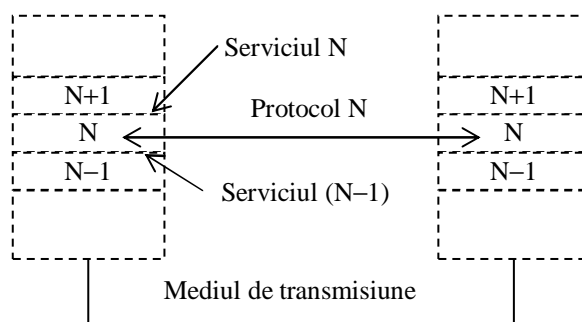 Serviciul N
N+1
N+1
Protocol N
N
N
N–1
N–1
Serviciul (N–1)
Mediul de transmisiune